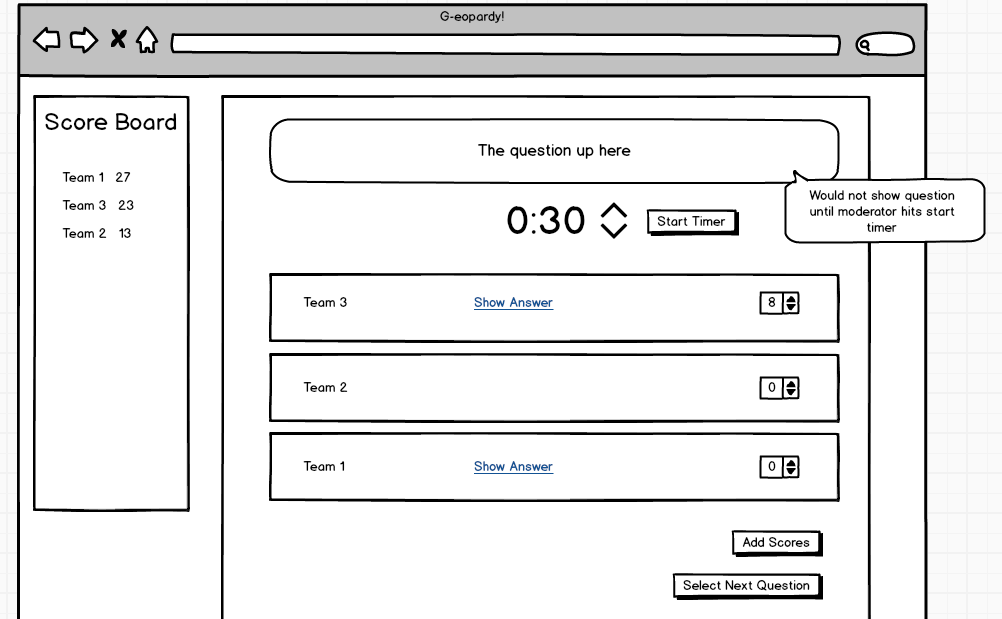 G-eopardy!
Score Board
Team 1 27
Team 3 23
Team 2 13
The question up here
Would not show question
until moderator hits start
timer
0:30
Start Timer
Team 3 Show Answer 8
Team 2 0
Team 1 Show Answer 0
Add Scores
Select Next Question